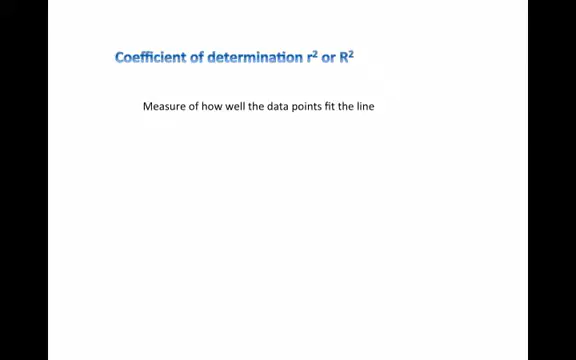 Coefficient of determination r² or R²
Measure of how well the data points fit the line